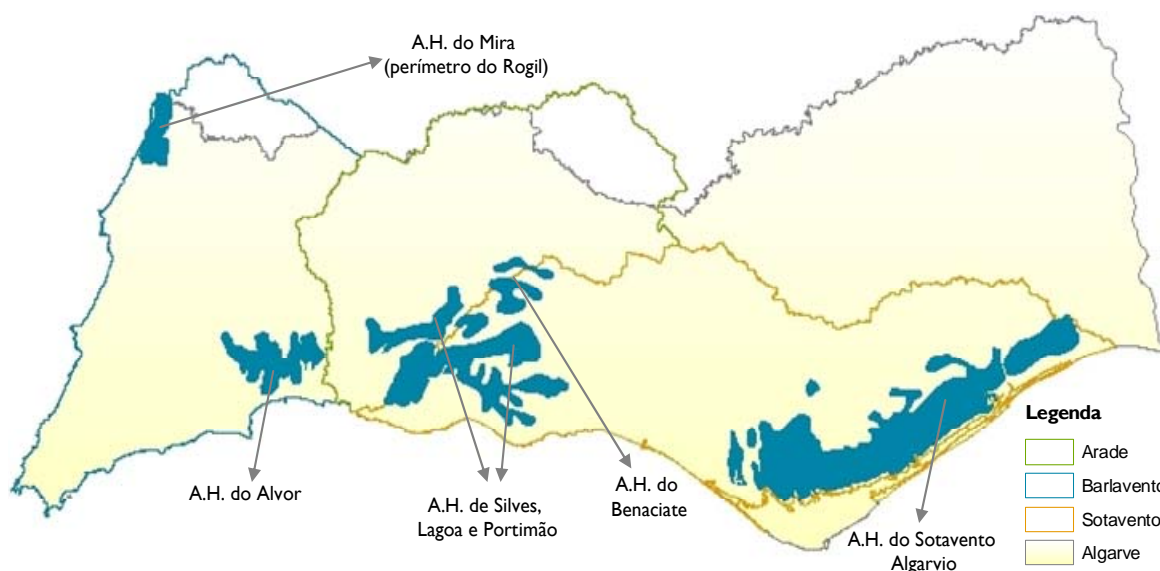 A.H. do Mira
(perímetro do Rogil)
A.H. do Alvor
A.H. de Silves,
Lagoa e Portimão
A.H. do
Benaciate
A.H. do Sotavento
Algarvio
Legenda
Arade
Barlavento
Sotavento
Algarve